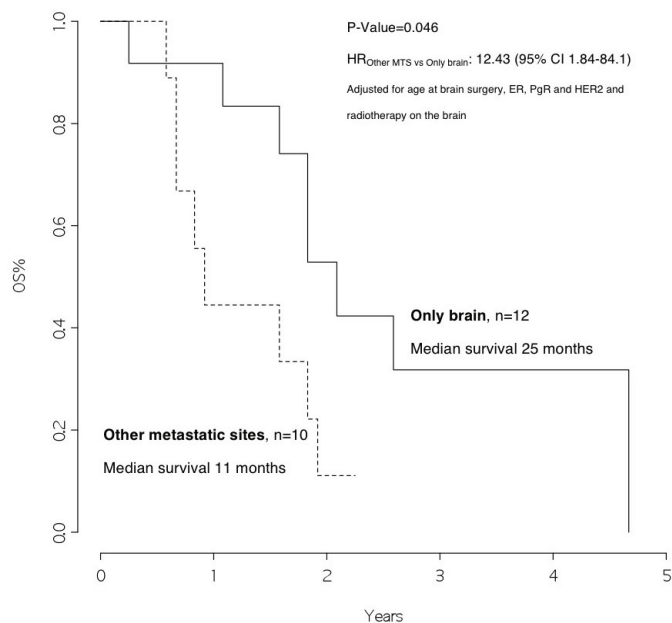 P-Value=0.046
HROther MTS vs Only brain: 12.43 (95% CI 1.84-84.1)
Adjusted for age at brain surgery, ER, PgR and HER2 and
radiotherapy on the brain
1.0
0.8
0.6
0.4
0.2
0.0
OS%
Only brain, n=12
Median survival 25 months
Other metastatic sites, n=10
Median survival 11 months
0 1 2 3 4 5
Years